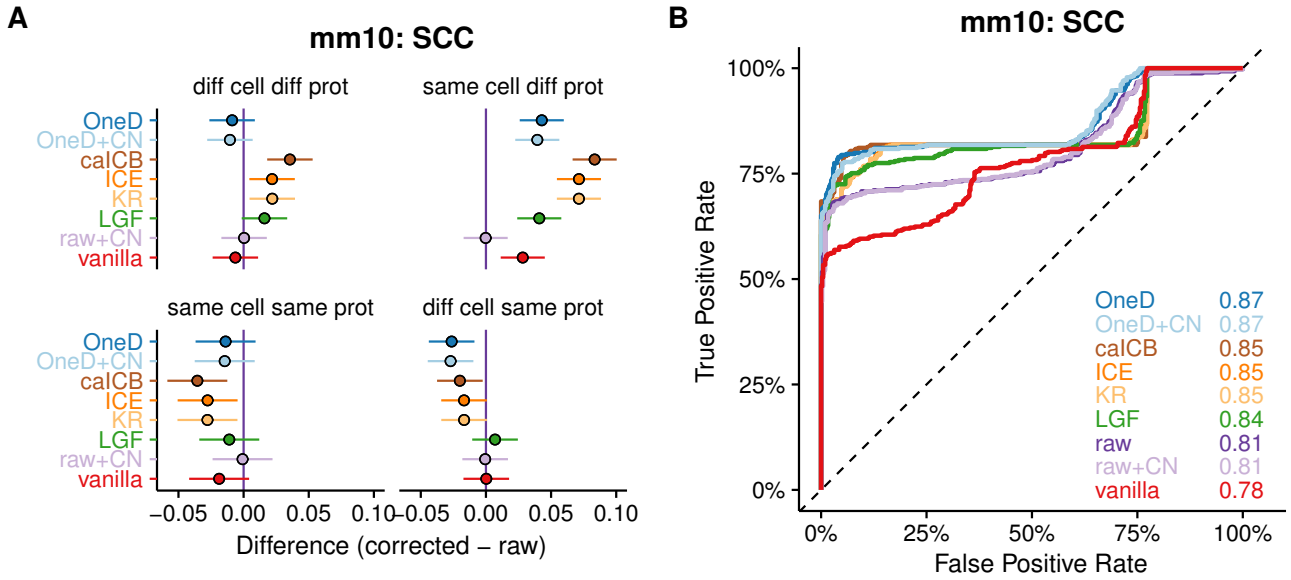 A
mm10: SCC
diff cell diff prot
same cell diff prot
OneD
OneD+CN
caICB
ICE
KR
LGF
raw+CN
vanilla
same cell same prot
diff cell same prot
OneD
OneD+CN
caICB
ICE
KR
LGF
raw+CN
vanilla
−0.05 0.00 0.05 0.10
−0.05 0.00 0.05 0.10
Difference (corrected − raw)
B
mm10: SCC
True Positive Rate
100%
75%
50%
25%
0%
OneD 0.87
OneD+CN 0.87
caICB 0.85
ICE 0.85
KR 0.85
LGF 0.84
raw 0.81
raw+CN 0.81
vanilla 0.78
0% 25% 50% 75% 100%
False Positive Rate